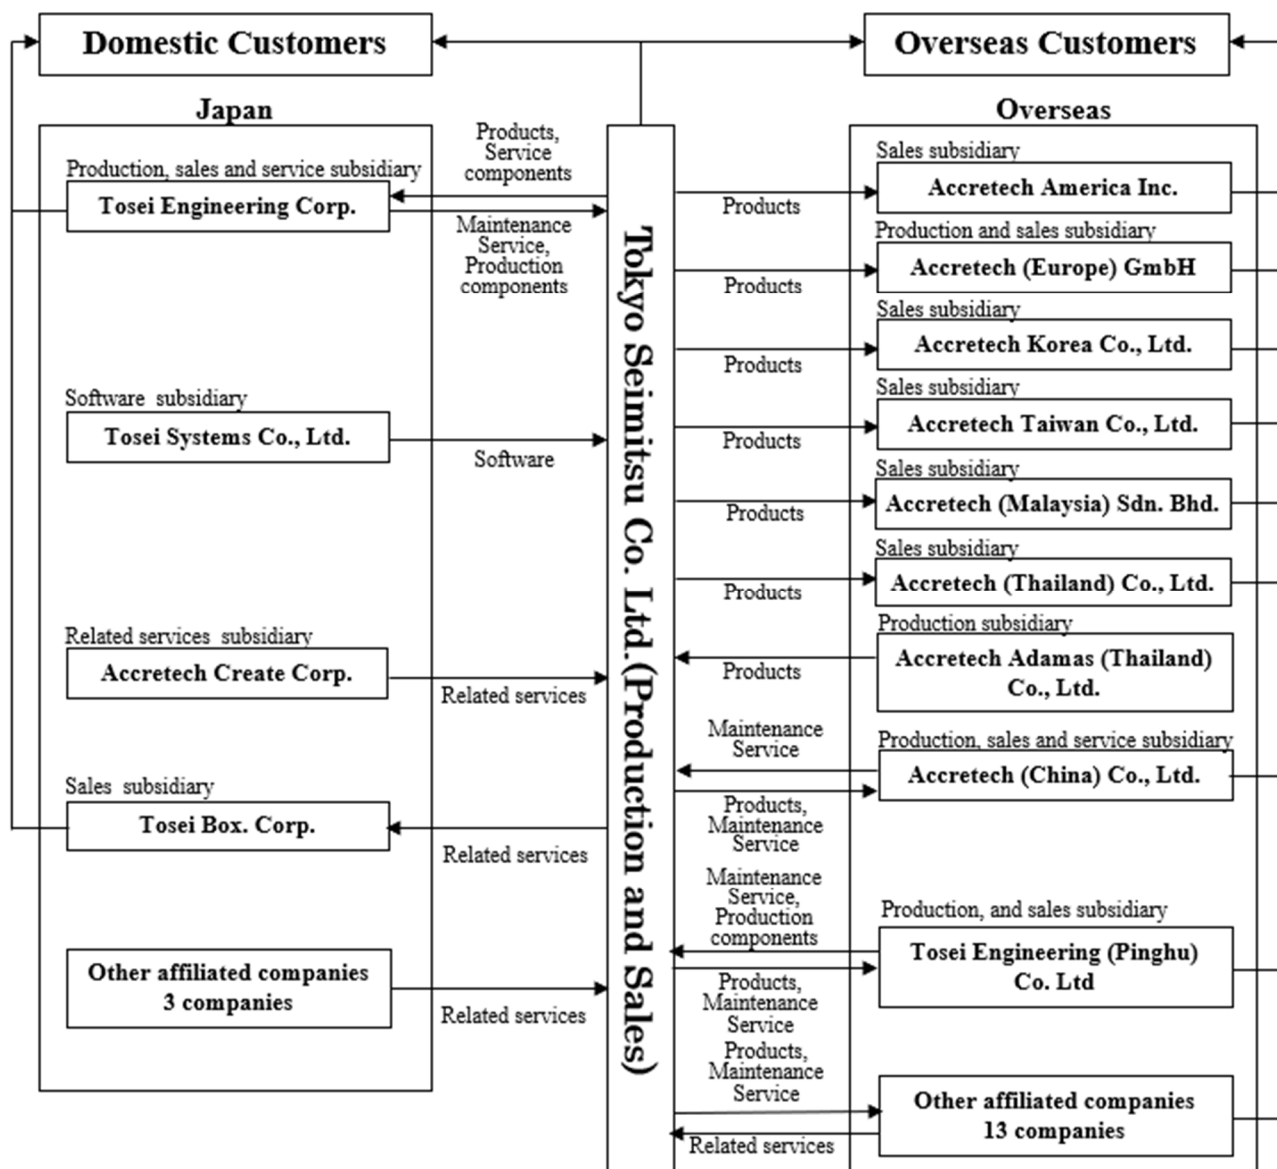 Domestic Customers
Overseas Customers
Japan
Production, sales and service subsidiary
Tosei Engineering Corp.
Software subsidiary
Tosei Systems Co., Ltd.
Related services subsidiary
Accretech Create Corp.
Sales subsidiary
Tosei Box. Corp.
Other affiliated companies
3 companies
Products,
Service
components
Maintenance
Service,
Production
components
Software
Related services
Related services
Related services
Tokyo Seimitsu Co. Ltd.(Production and Sales)
Products
Products
Products
Products
Products
Products
Products
Maintenance
Service
Products,
Maintenance
Service
Maintenance
Service,
Production
components
Products,
Maintenance
Service
Products,
Maintenance
Service
Related services
Overseas
Sales subsidiary
Accretech America Inc.
Production and sales subsidiary
Accretech (Europe) GmbH
Sales subsidiary
Accretech Korea Co., Ltd.
Sales subsidiary
Accretech Taiwan Co., Ltd.
Sales subsidiary
Accretech (Malaysia) Sdn. Bhd.
Sales subsidiary
Accretech (Thailand) Co., Ltd.
Production subsidiary
Accretech Adamas (Thailand)
Co., Ltd.
Production, sales and service subsidiary
Accretech (China) Co., Ltd.
Production, and sales subsidiary
Tosei Engineering (Pinghu)
Co. Ltd
Other affiliated companies
13 companies